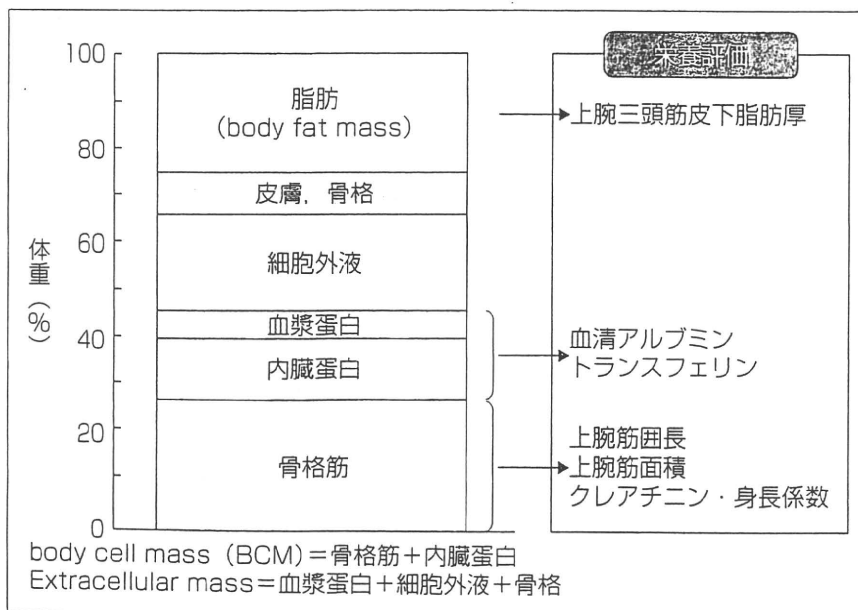 100
80
60
40
20
0
体重(%)
脂肪
(body fat mass)
皮膚，骨格
細胞外液
血漿蛋白
内臓蛋白
骨格筋
栄養評価
上腕三頭筋皮下脂肪厚
血清アルブミン
トランスフェリン
上腕筋囲長
上腕筋面積
クレアチニン・身長係数
body cell mass (BCM)＝骨格筋＋内臓蛋白
Extracellular mass＝血漿蛋白＋細胞外液＋骨格